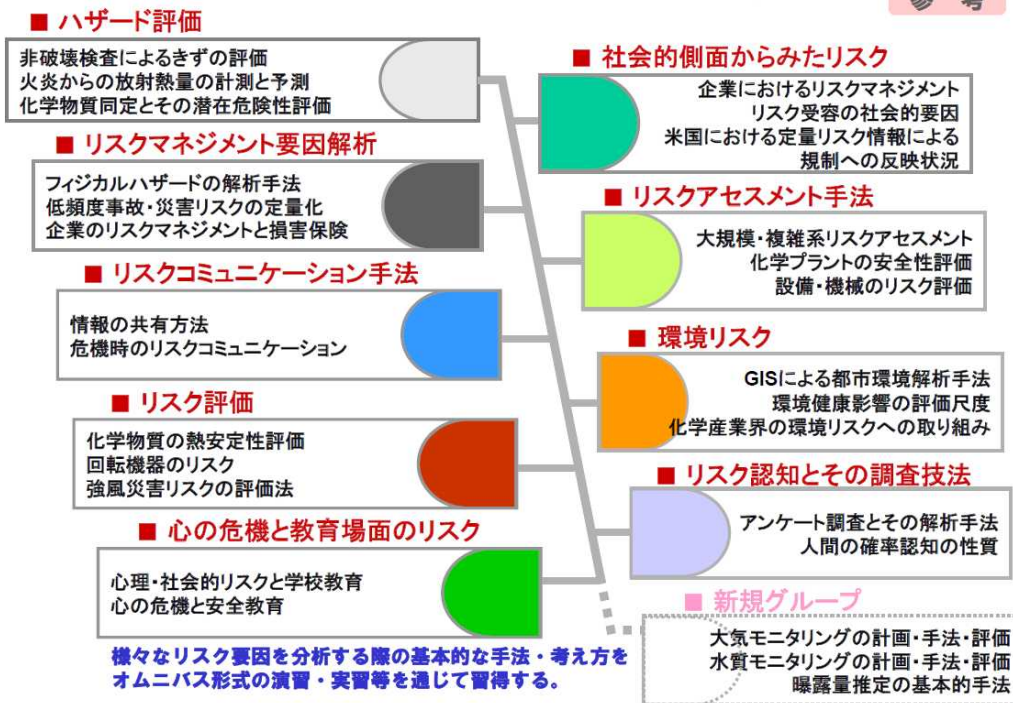 参 考
■ ハザード評価
非破壊検査によるきずの評価
火炎からの放射熱量の計測と予測
化学物質同定とその潜在危険性評価
■ 社会的側面からみたリスク
企業におけるリスクマネジメント
リスク受容の社会的要因
米国における定量リスク情報による
規制への反映状況
■ リスクマネジメント要因解析
フィジカルハザードの解析手法
低頻度事故・災害リスクの定量化
企業のリスクマネジメントと損害保険
■ リスクアセスメント手法
大規模・複雑系リスクアセスメント
化学プラントの安全性評価
設備・機械のリスク評価
■ リスクコミュニケーション手法
情報の共有方法
危機時のリスクコミュニケーション
■ 環境リスク
GISによる都市環境解析手法
環境健康影響の評価尺度
化学産業界の環境リスクへの取り組み
■ リスク評価
化学物質の熱安定性評価
回転機器のリスク
強風災害リスクの評価法
■ リスク認知とその調査技法
アンケート調査とその解析手法
人間の確率認知の性質
■ 心の危機と教育場面のリスク
心理・社会的リスクと学校教育
心の危機と安全教育
■ 新規グループ
大気モニタリングの計画・手法・評価
水質モニタリングの計画・手法・評価
曝露量推定の基本的手法
様々なリスク要因を分析する際の基本的な手法・考え方を
オムニバス形式の演習・実習等を通じて習得する。